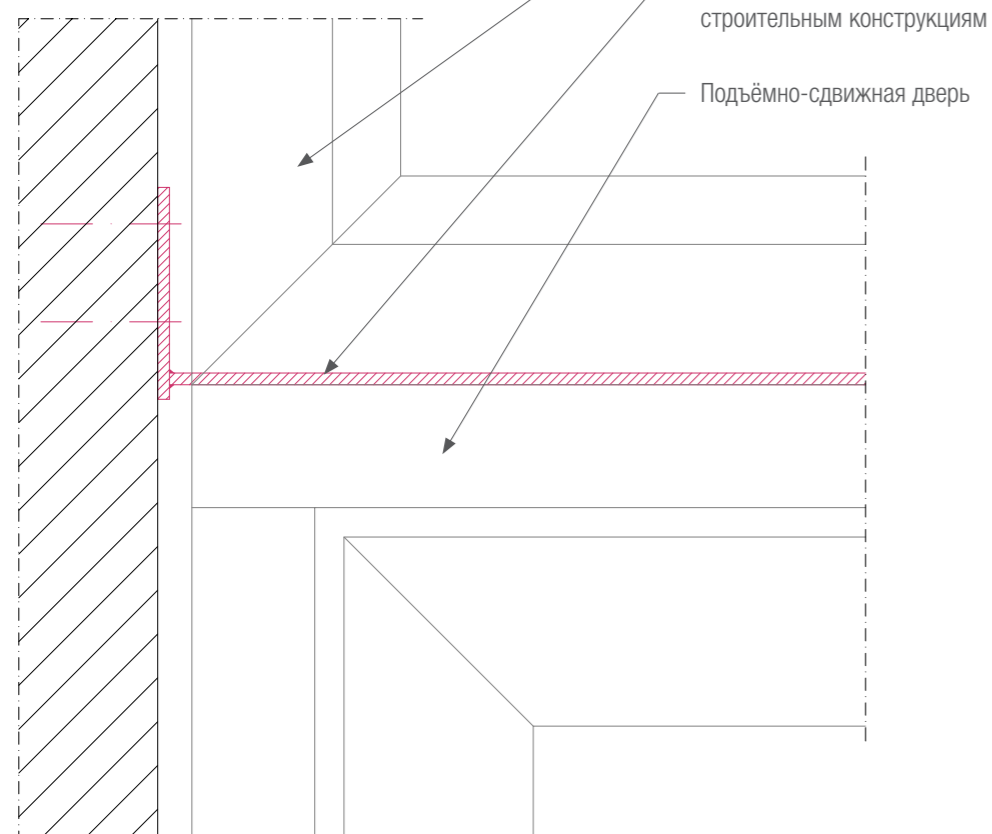 строительным конструкциям
Подъёмно-сдвижная дверь